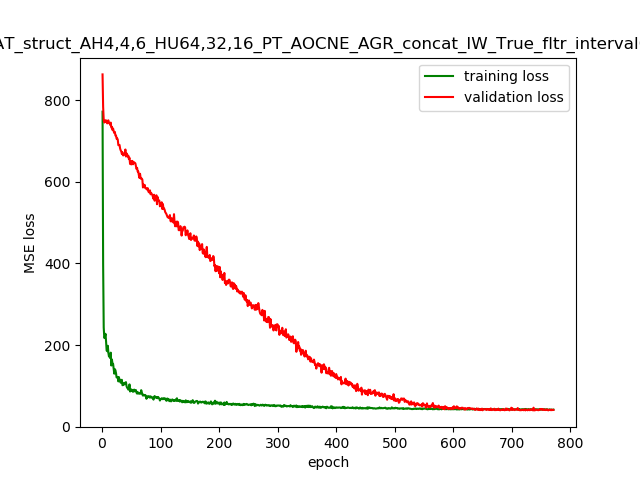 AT_struct_AH4,4,6_HU64,32,16_PT_AOCNE_AGR_concat_IW_True_fltr_interval
training loss
validation loss
MSE loss
800
600
400
200
0
0 100 200 300 400 500 600 700 800
epoch